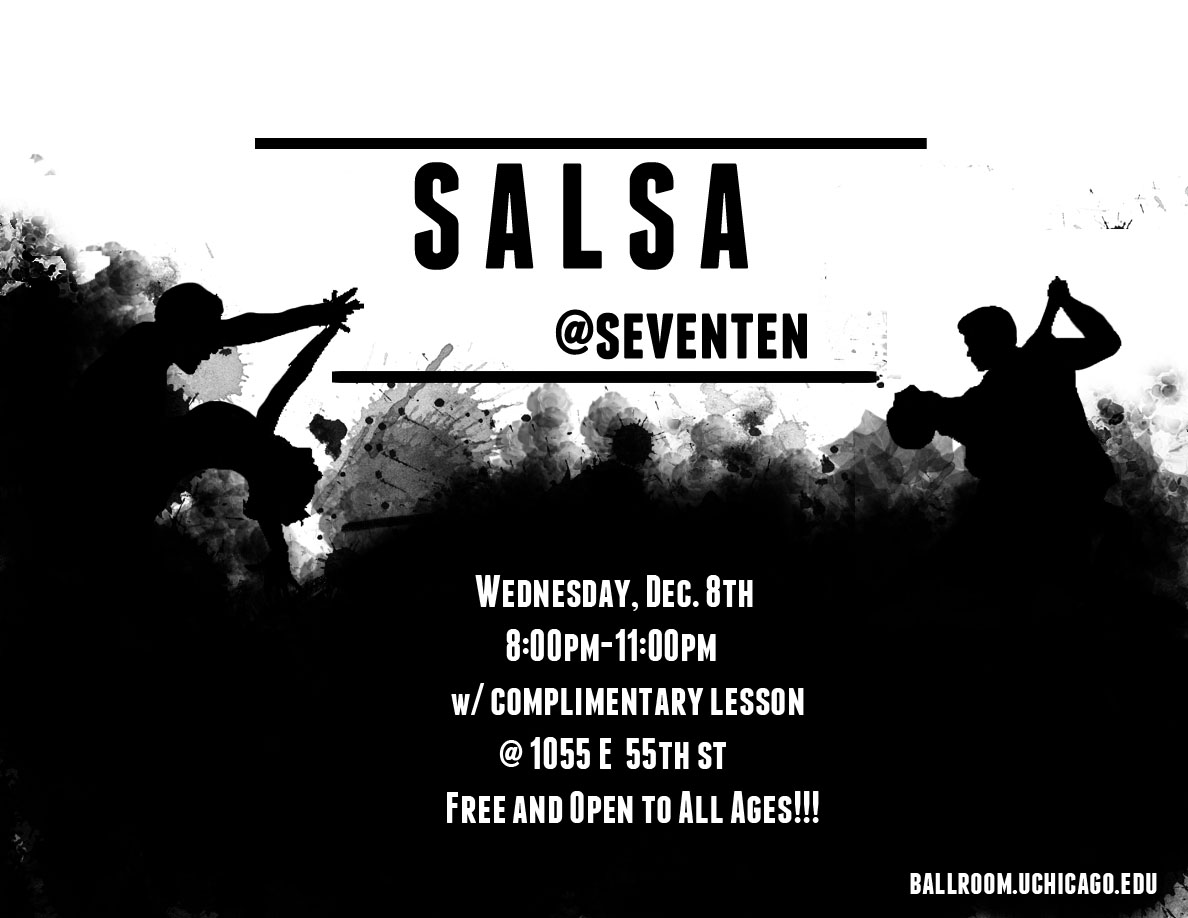 SALSA
@SEVENTEN
WEDNESDAY, DEC. 8TH
8:00PM-11:00PM
W/ COMPLIMENTARY LESSON
@ 1055 E 55TH ST
FREE AND OPEN TO ALL AGES!!!
BALLROOM.UCHICAGO.EDU